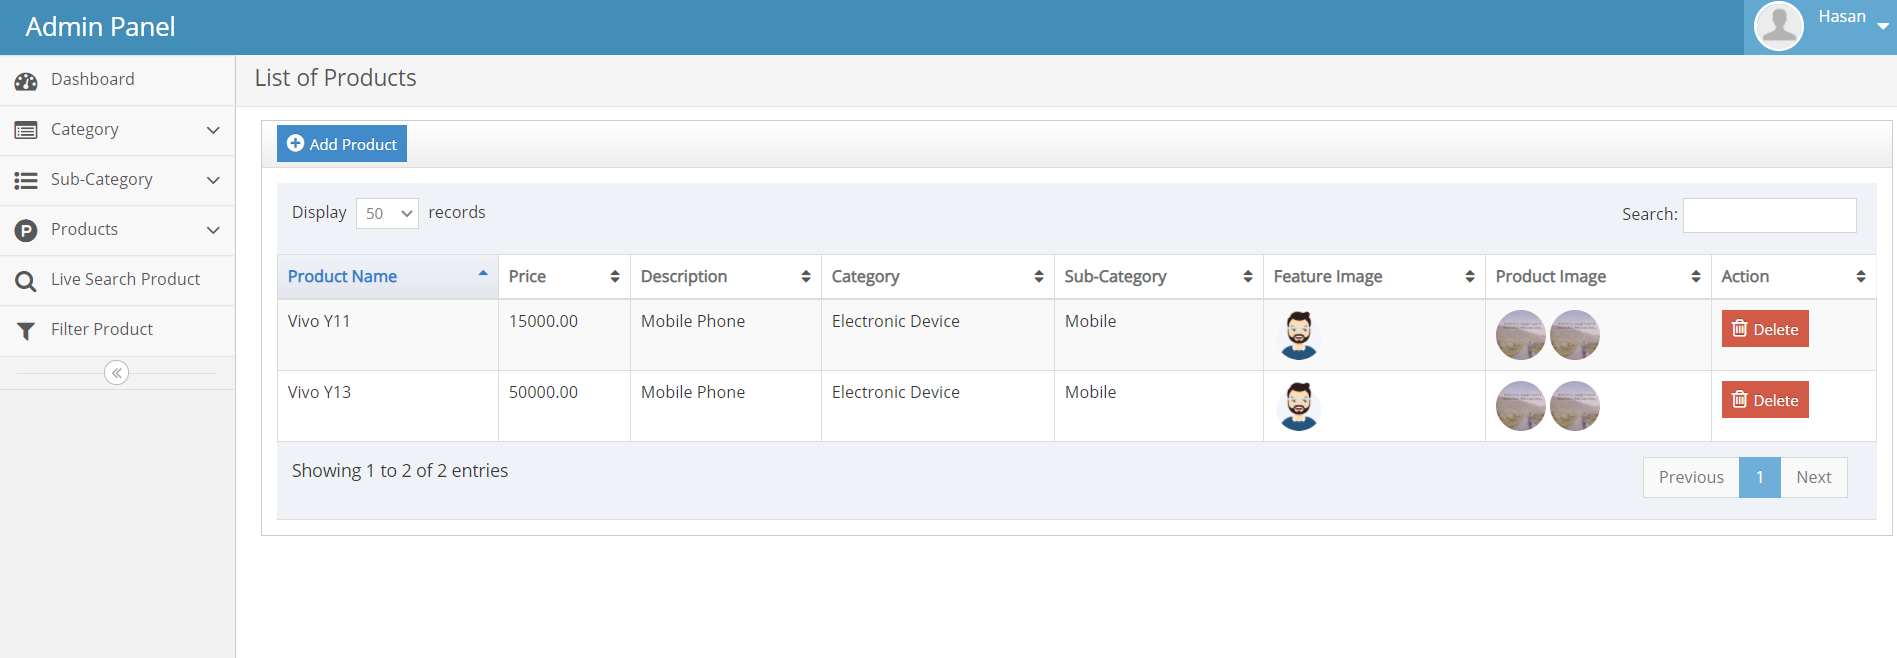 Admin Panel
Hasan
Dashboard
Category
Sub-Category
Products
Live Search Product
Filter Product
List of Products
Add Product
Display 50 records
Search:
Product Name Price Description Category Sub-Category Feature Image Product Image Action
Vivo Y11 15000.00 Mobile Phone Electronic Device Mobile Delete
Vivo Y13 50000.00 Mobile Phone Electronic Device Mobile Delete
Showing 1 to 2 of 2 entries
Previous 1 Next